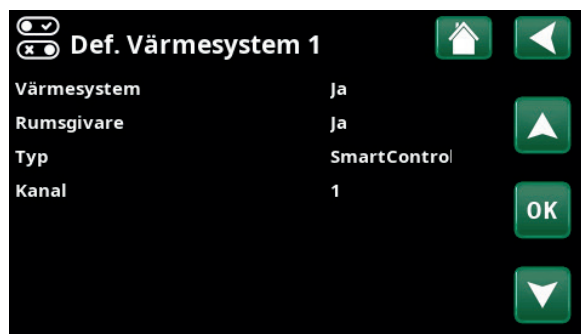 Def. Värmesystem 1
Värmesystem Ja
Rumsgivare Ja
Typ SmartControl
Kanal 1
OK